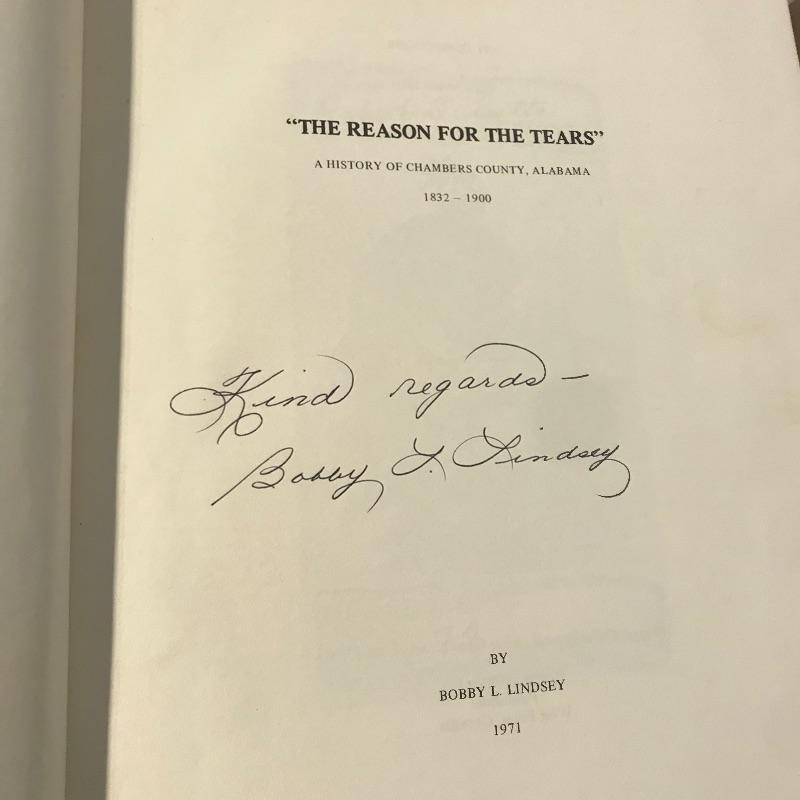 “THE REASON FOR THE TEARS”
A HISTORY OF CHAMBERS COUNTY, ALABAMA
1832 – 1900
Kind regards –
Bobby L. Lindsey
BY
BOBBY L. LINDSEY
1971